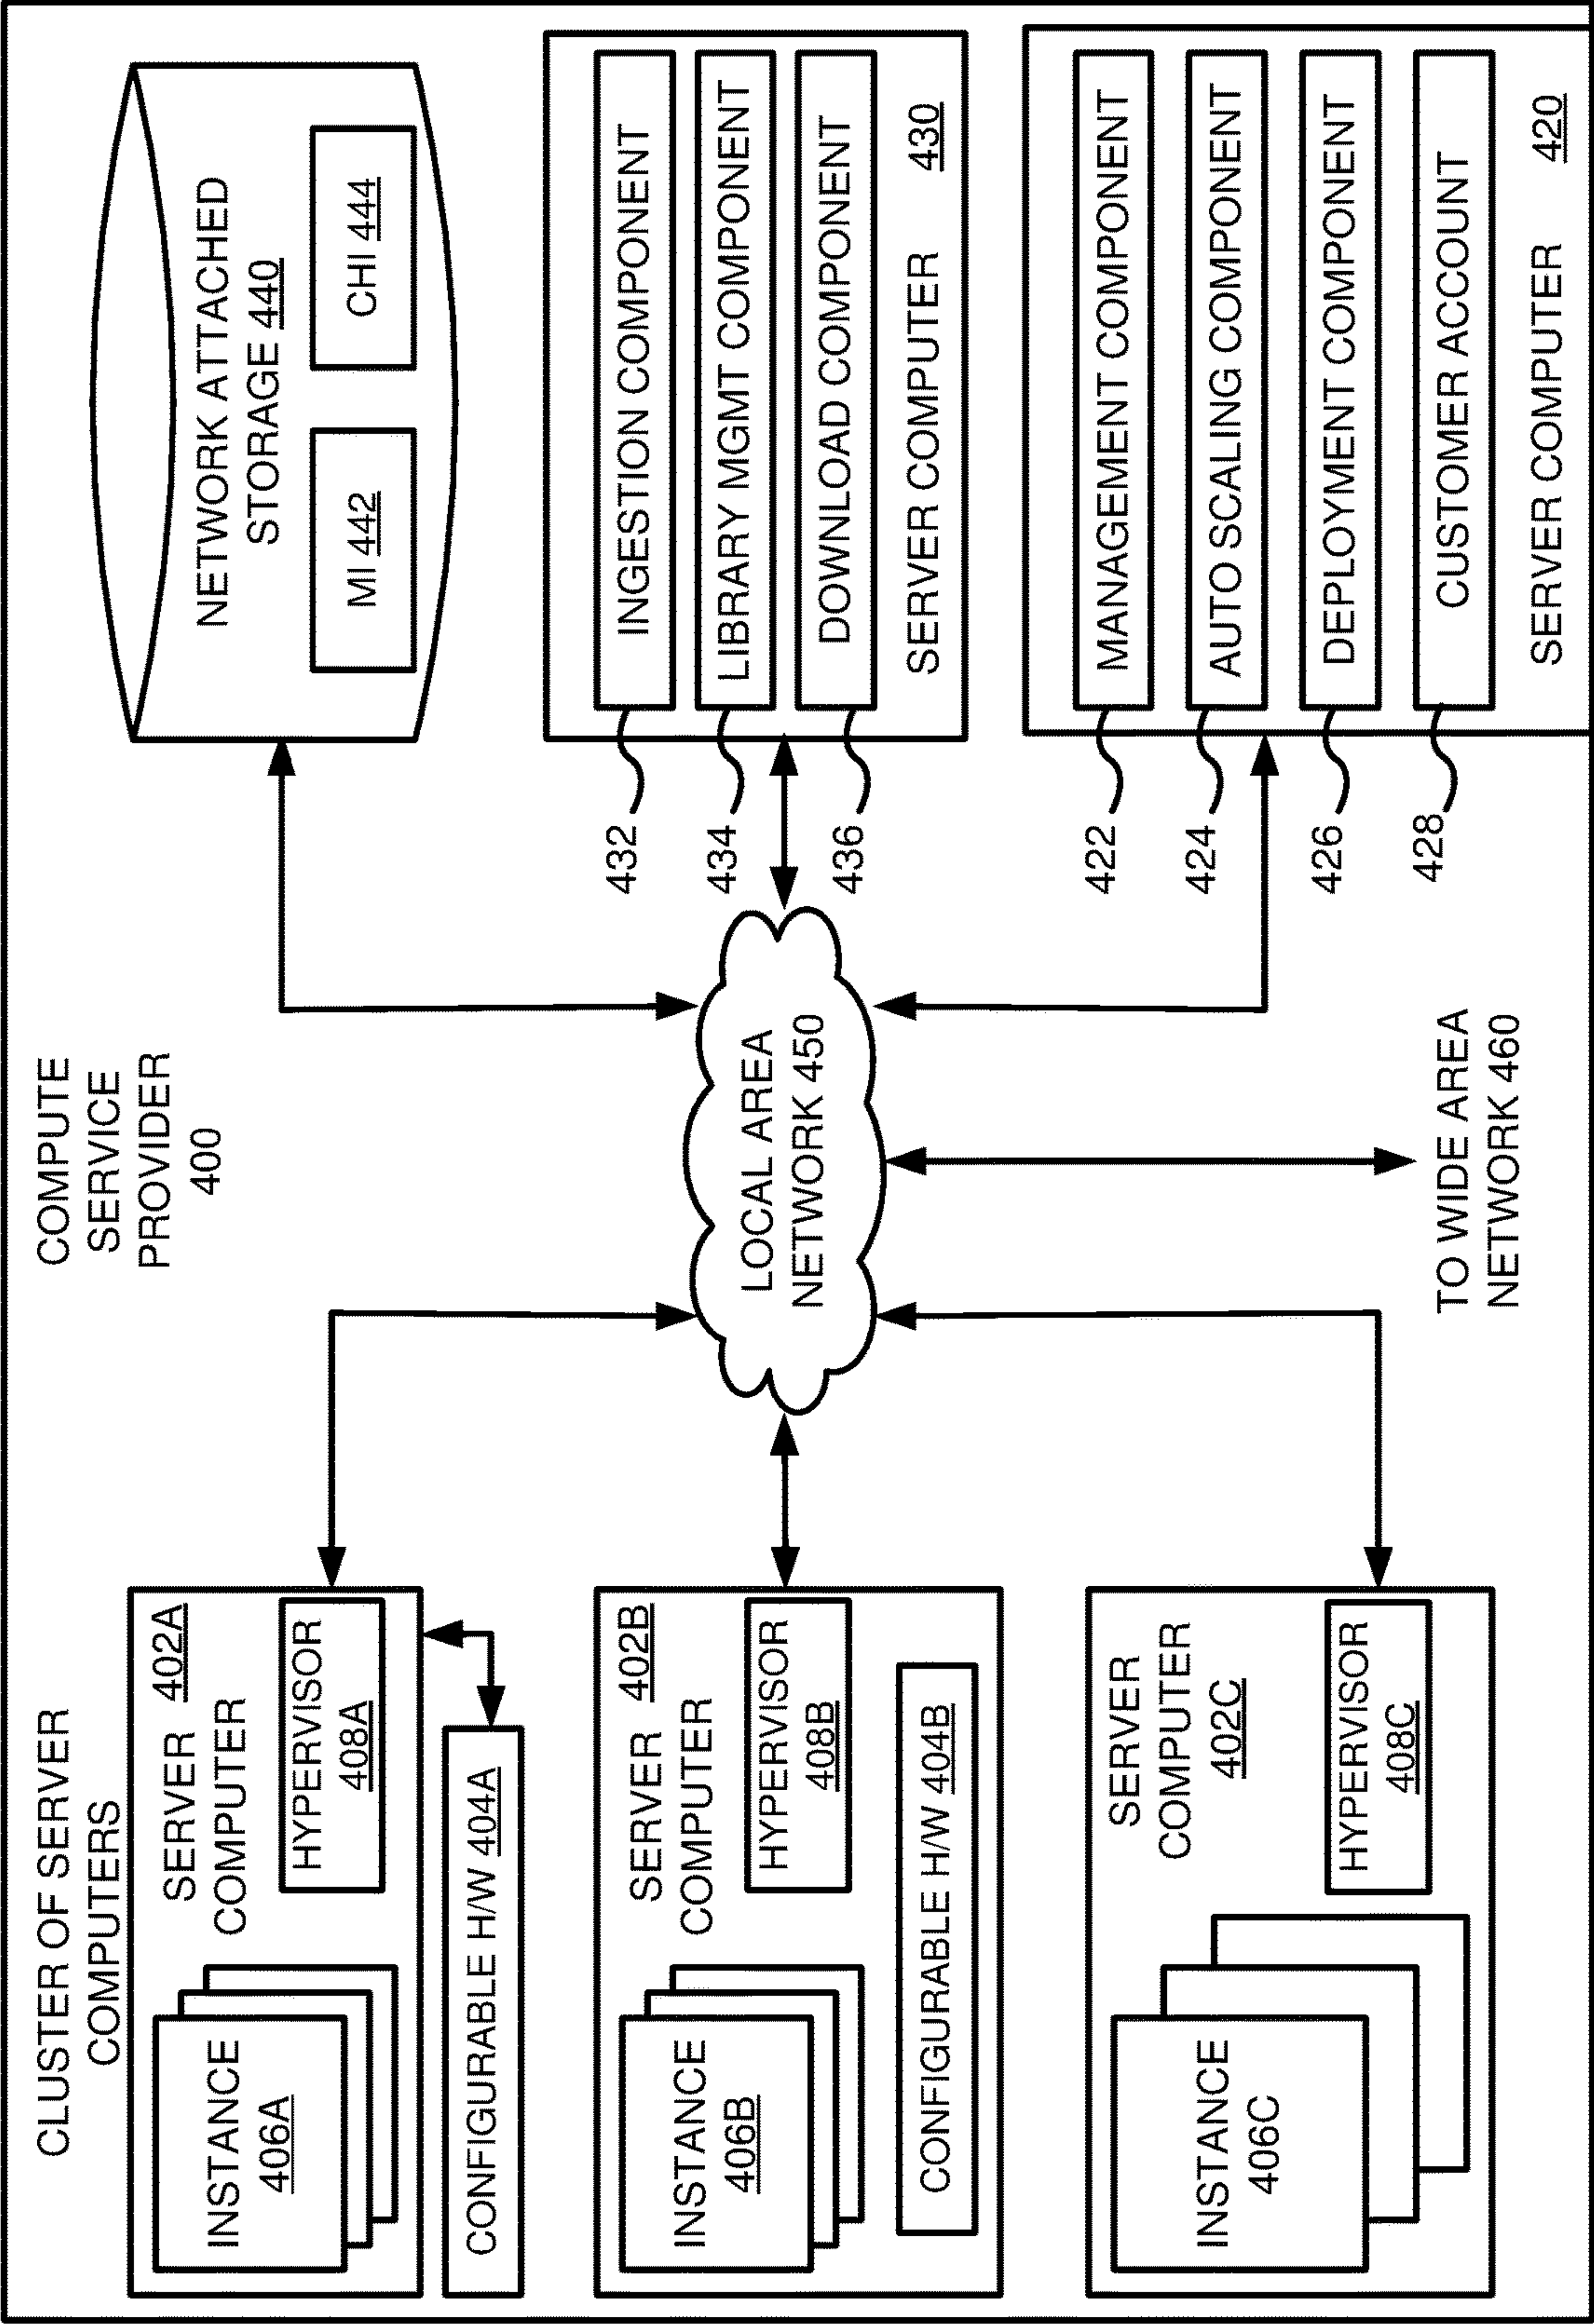 COMPUTE
SERVICE
PROVIDER
400
CLUSTER OF SERVER
COMPUTERS
402A
SERVER
COMPUTER
INSTANCE
406A
HYPERVISOR
408A
CONFIGURABLE H/W 404A
402B
SERVER
COMPUTER
INSTANCE
406B
HYPERVISOR
408B
CONFIGURABLE H/W 404B
SERVER
COMPUTER
402C
INSTANCE
406C
HYPERVISOR
408C
LOCAL AREA
NETWORK 450
TO WIDE AREA
NETWORK 460
NETWORK ATTACHED
STORAGE 440
MI 442
CHI 444
432
INGESTION COMPONENT
434
LIBRARY MGMT COMPONENT
436
DOWNLOAD COMPONENT
SERVER COMPUTER 430
422
MANAGEMENT COMPONENT
424
AUTO SCALING COMPONENT
426
DEPLOYMENT COMPONENT
428
CUSTOMER ACCOUNT
SERVER COMPUTER 420